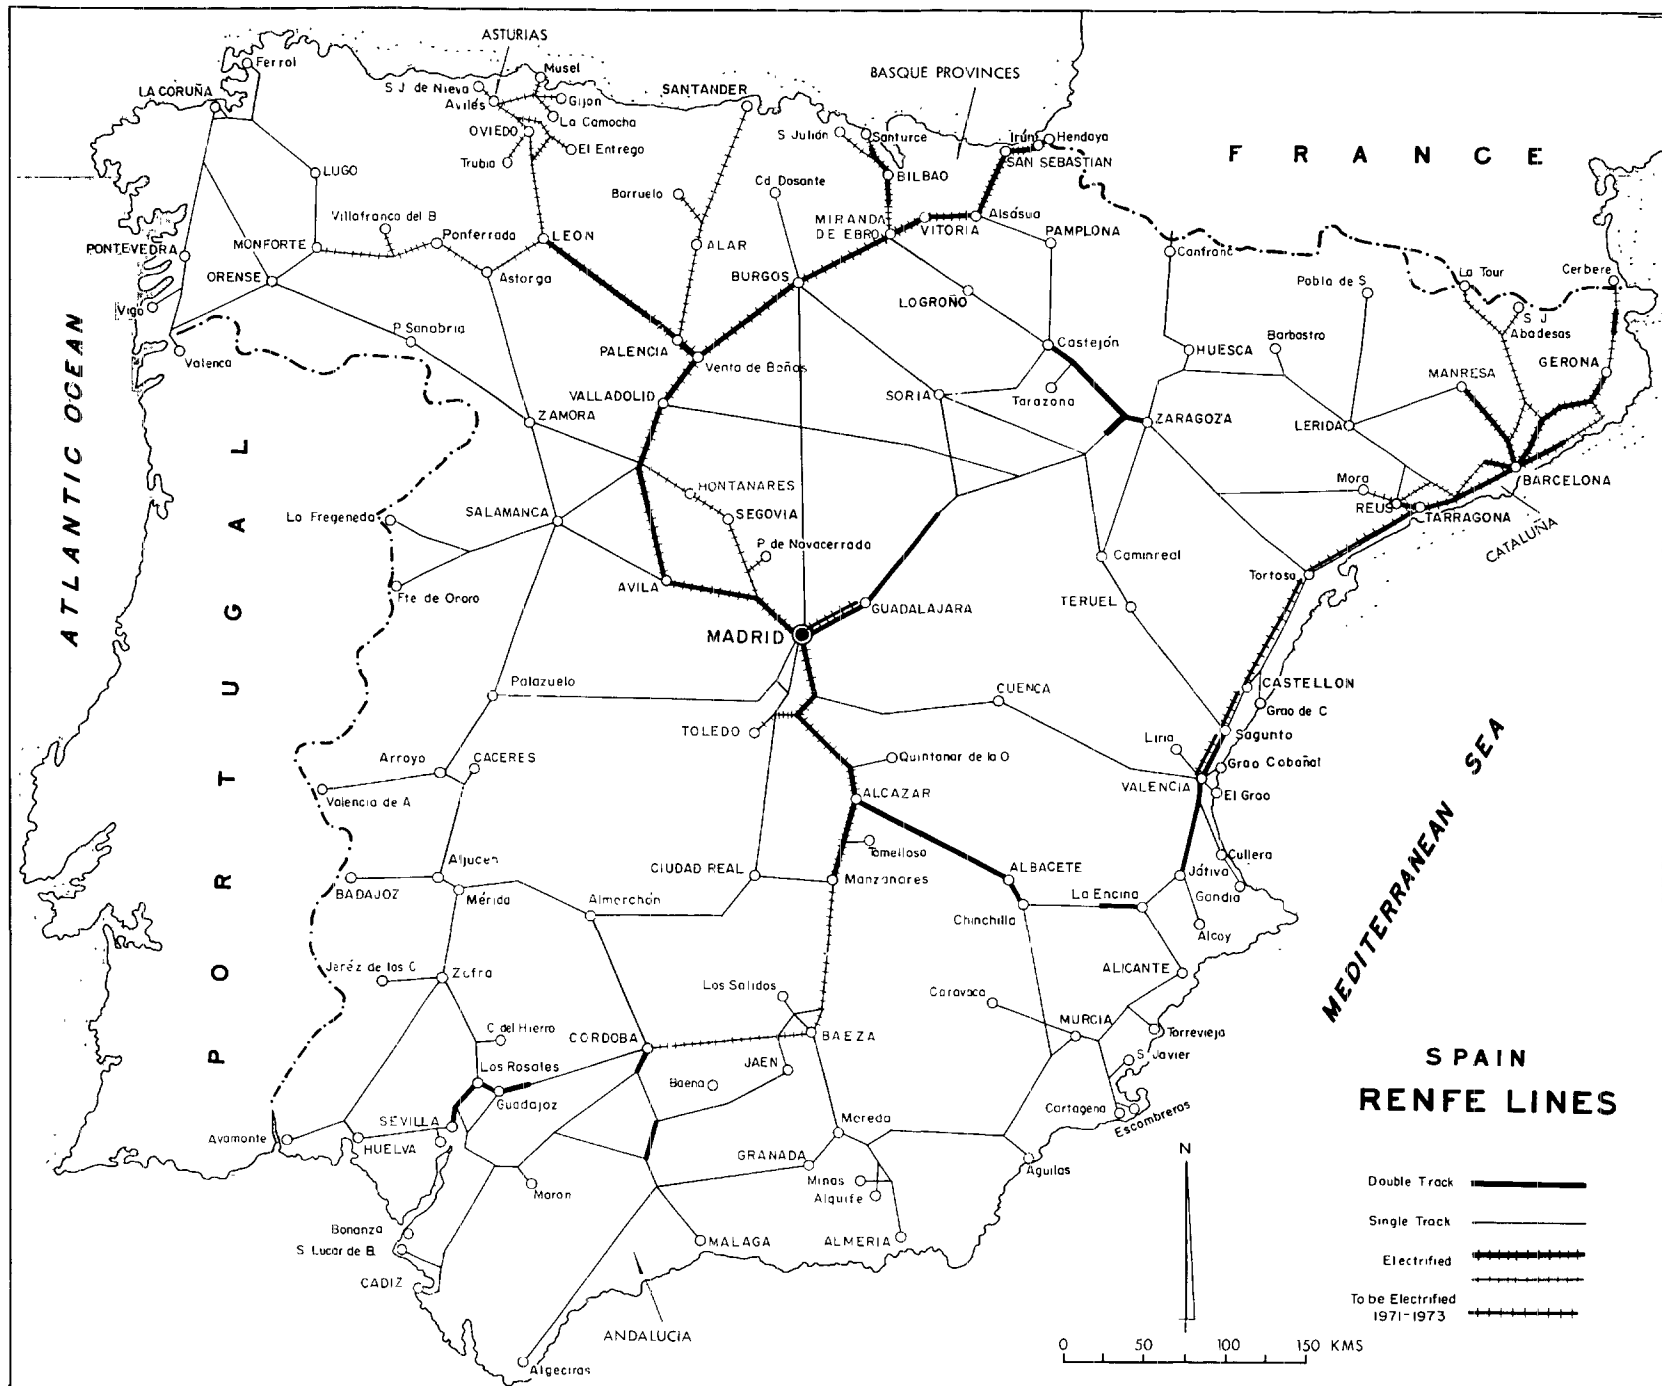 ASTURIAS
Ferrol
Musel
S J de Nieva
BASQUE PROVINCES
LA CORUÑA
Avilés
Gijon
SANTANDER
La Camocha
OVIEDO
S Julián
Santurce
Irún
Hendaya
El Entrego
Trubia
SAN SEBASTIAN
FRANCE
LUGO
BILBAO
Barruelo
Cd. Dosante
Villafranca del B
MIRANDA
DE EBRO
VITORIA
Alsásua
PONTEVEDRA
MONFORTE
Ponferrada
LEON
ALAR
PAMPLONA
Canfranc
ORENSE
Astorga
BURGOS
LOGROÑO
Pobla de S
La Tour
Cerbere
Vigo
S J
Abadesas
P. Sanabria
PALENCIA
Venta de Baños
Castejón
HUESCA
Barbastro
Valenca
GERONA
MANRESA
VALLADOLID
SORIA
Tarazona
ZAMORA
ZARAGOZA
LERIDA
BARCELONA
HONTANARES
Mora
REUS
TARRAGONA
SALAMANCA
SEGOVIA
La Fregeneda
CATALUÑA
P de Navacerrada
Caminreal
Tortosa
AVILA
Fte de Ororo
GUADALAJARA
TERUEL
MADRID
ATLANTIC OCEAN
PORTUGAL
Palazuelo
CUENCA
CASTELLON
Grao de C
TOLEDO
Liria
Sagunto
Arroyo
CACERES
Quintanar de la O
Grao Cabañal
VALENCIA
El Grao
Valencia de A
ALCAZAR
MEDITERRANEAN SEA
Tomelloso
Cullera
Aljucen
CIUDAD REAL
Manzanares
ALBACETE
Játiva
BADAJOZ
Mérida
La Encina
Gandia
Almorchón
Chinchilla
Alcoy
Jeréz de los C
Zafra
ALICANTE
Los Salidos
Caravaca
C del Hierro
CORDOBA
BAEZA
MURCIA
Torrevieja
S. Javier
Los Rosales
JAEN
Baena
Guadajoz
Cartagena
Escombreras
SEVILLA
Moreda
Ayamonte
HUELVA
GRANADA
Aguilas
Moron
Minas
Alquife
Bonanza
S Lucar de B.
MALAGA
ALMERIA
CADIZ
ANDALUCIA
Algeciras
SPAIN
RENFE LINES
N
Double Track
Single Track
Electrified
To be Electrified
1971-1973
0 50 100 150 KMS